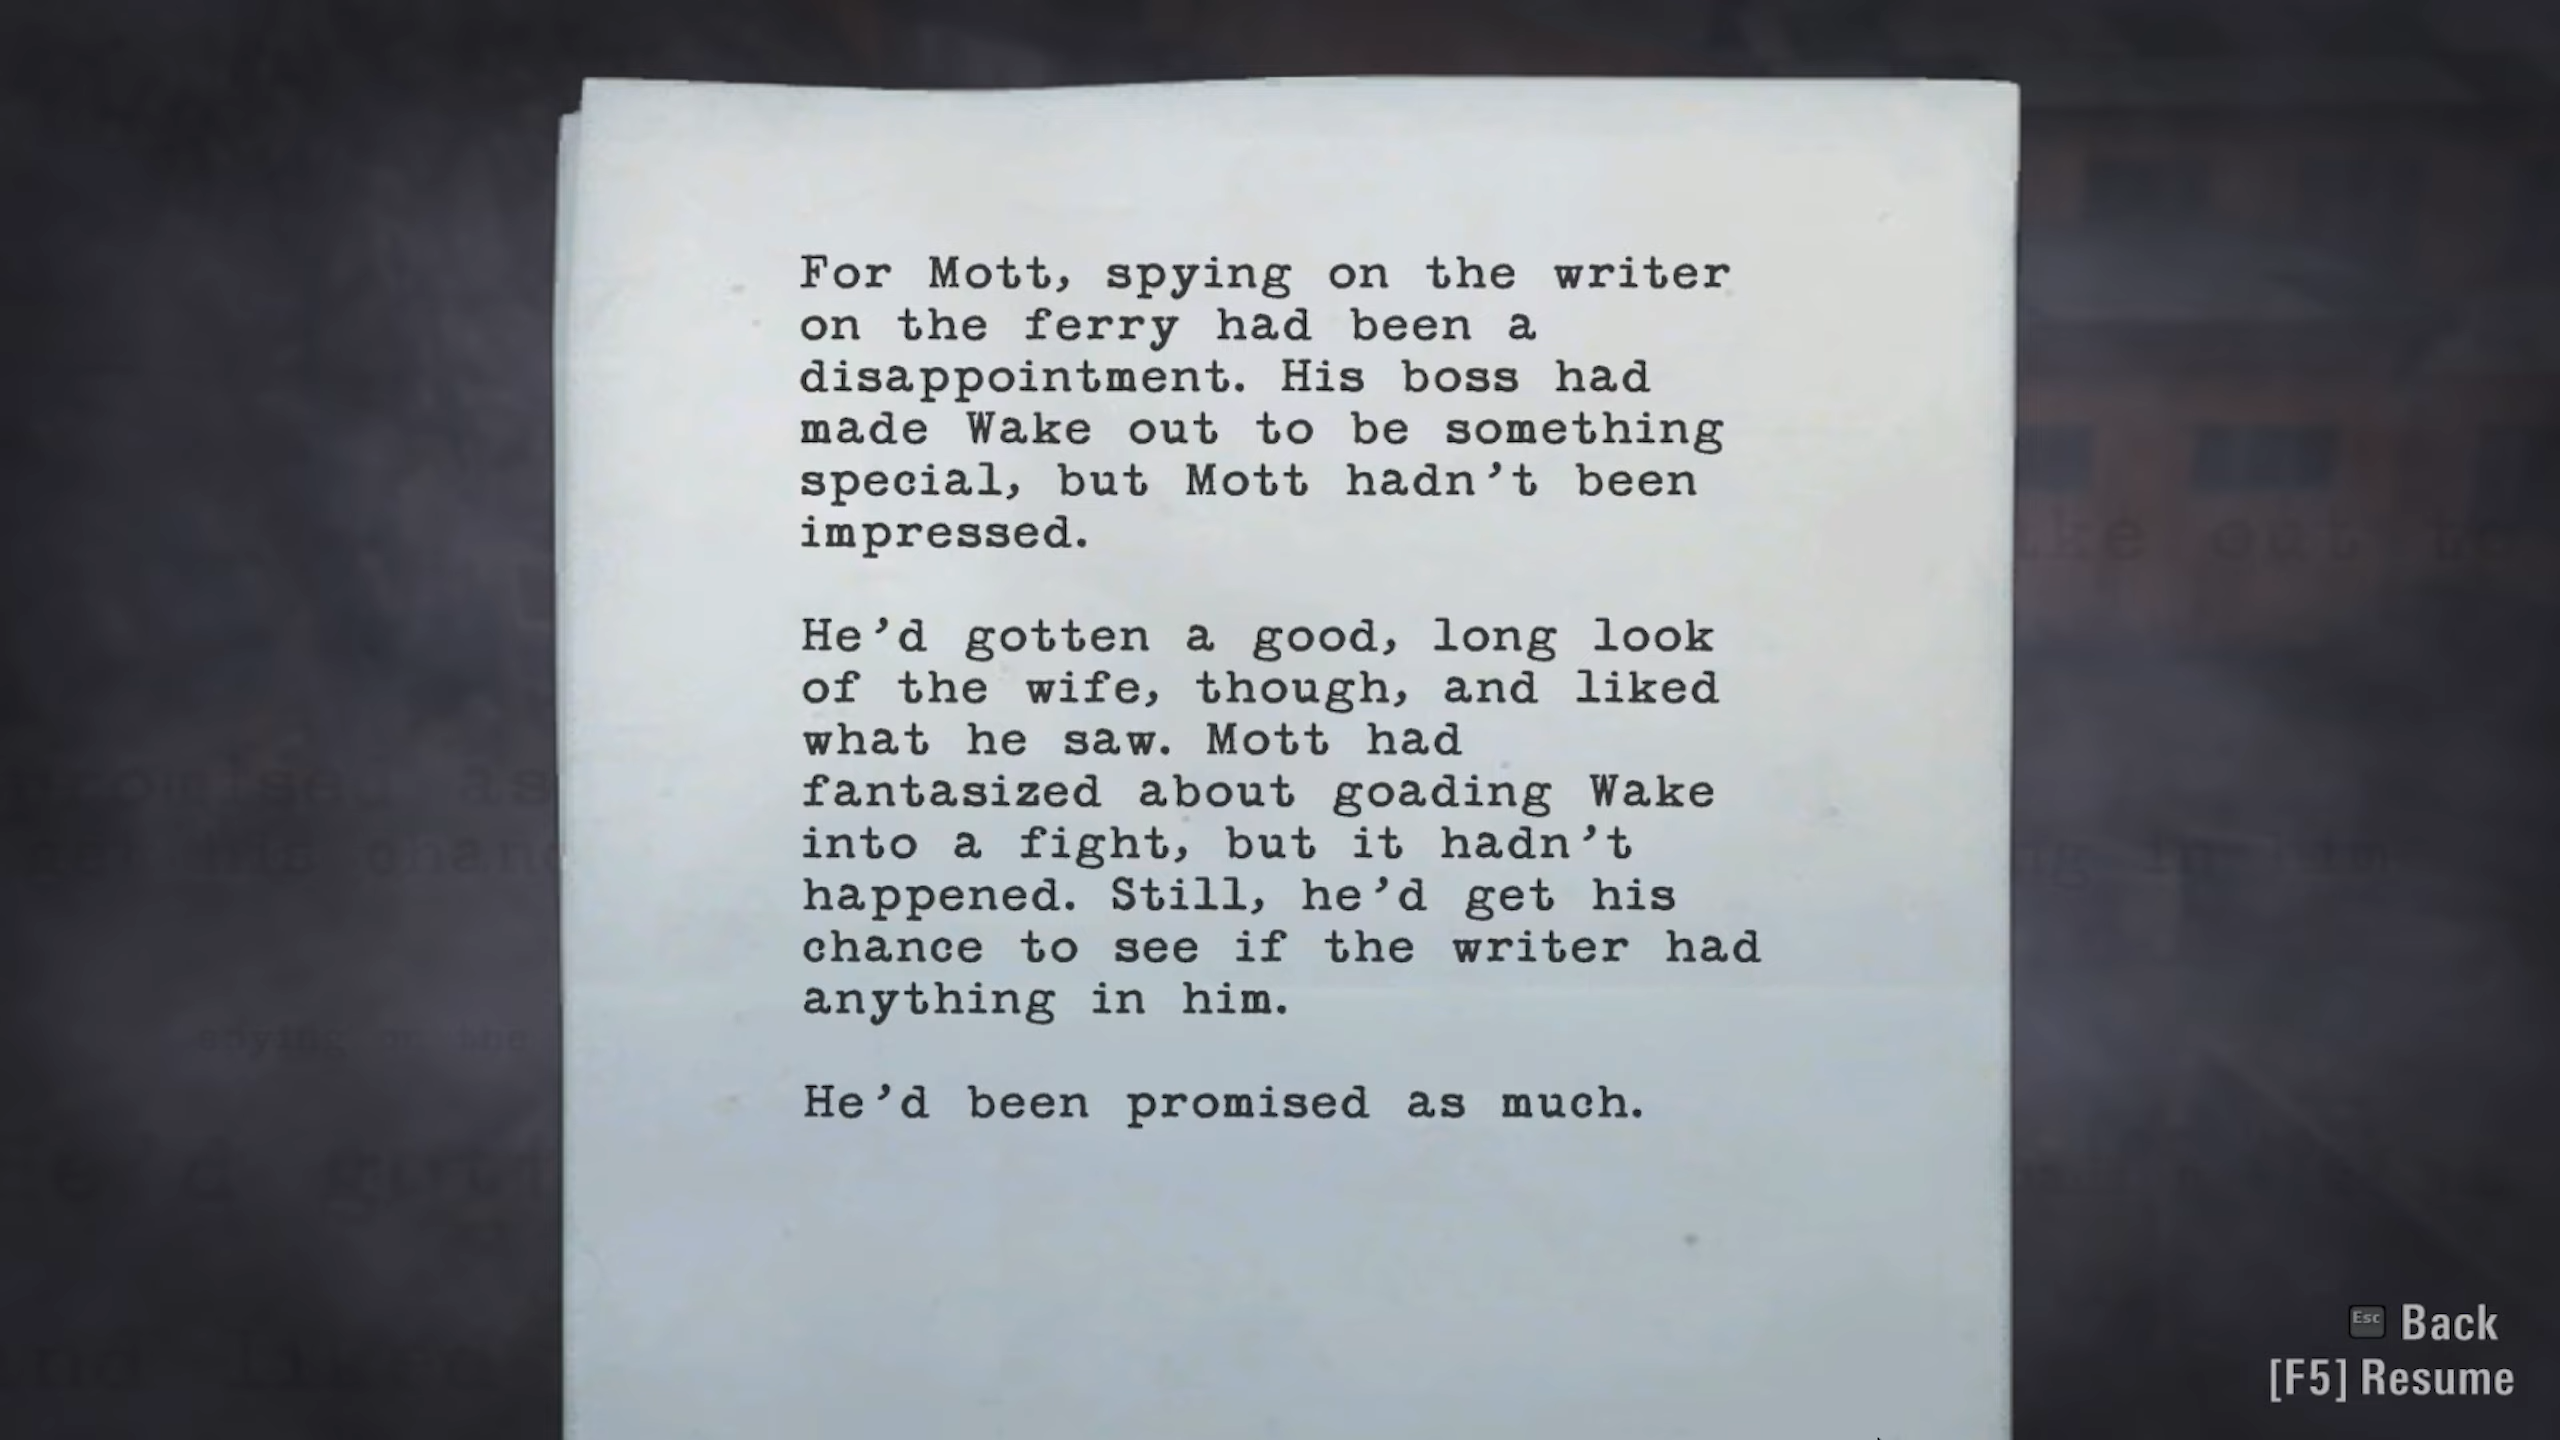 For Mott, spying on the writer
on the ferry had been a
disappointment. His boss had
made Wake out to be something
special, but Mott hadn't been
impressed.
He'd gotten a good, long look
of the wife, though, and liked
what he saw. Mott had
fantasized about goading Wake
into a fight, but it hadn't
happened. Still, he'd get his
chance to see if the writer had
anything in him.
He'd been promised as much.
Esc Back
[F5] Resume